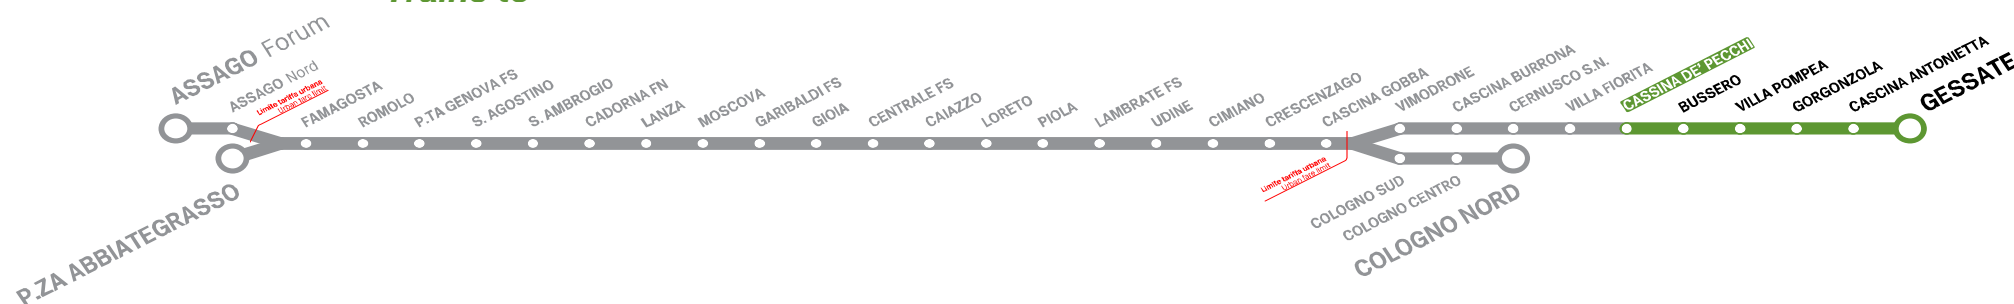 Trains to
ASSAGO Forum
ASSAGO Nord
Limite tariffa urbana
Urban fare limit
FAMAGOSTA
ROMOLO
P.TA GENOVA FS
S. AGOSTINO
S. AMBROGIO
CADORNA FN
LANZA
MOSCOVA
GARIBALDI FS
GIOIA
CENTRALE FS
CAIAZZO
LORETO
PIOLA
LAMBRATE FS
UDINE
CIMIANO
CRESCENZAGO
CASCINA GOBBA
VIMODRONE
CASCINA BURRONA
CERNUSCO S.N.
VILLA FIORITA
CASSINA DE' PECCHI
BUSSERO
VILLA POMPEA
GORGONZOLA
CASCINA ANTONIETTA
GESSATE
P.ZA ABBIATEGRASSO
Limite tariffa urbana
Urban fare limit
COLOGNO SUD
COLOGNO CENTRO
COLOGNO NORD